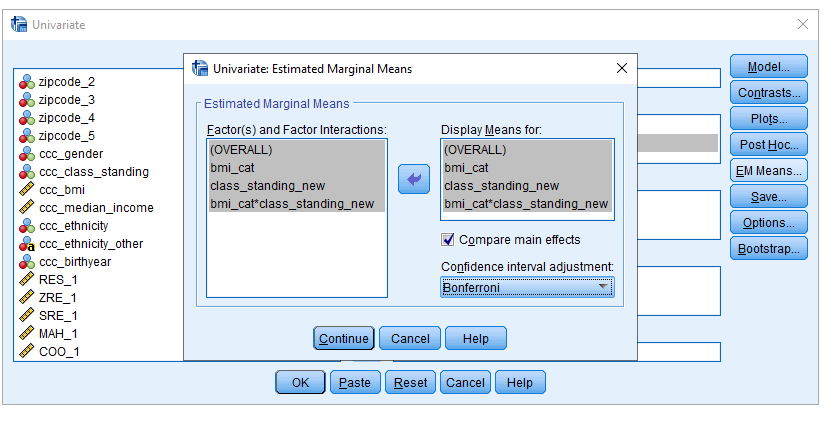 Univariate
Univariate: Estimated Marginal Means
Estimated Marginal Means
Factor(s) and Factor Interactions:
(OVERALL)
bmi_cat
class_standing_new
bmi_cat*class_standing_new
Display Means for:
(OVERALL)
bmi_cat
class_standing_new
bmi_cat*class_standing_new
Compare main effects
Confidence interval adjustment:
Bonferroni
Continue
Cancel
Help
zipcode_2
zipcode_3
zipcode_4
zipcode_5
ccc_gender
ccc_class_standing
ccc_bmi
ccc_median_income
ccc_ethnicity
a
ccc_ethnicity_other
ccc_birthyear
RES_1
ZRE_1
SRE_1
MAH_1
COO_1
Model...
Contrasts...
Plots...
Post Hoc...
EM Means...
Save...
Options...
Bootstrap...
OK
Paste
Reset
Cancel
Help